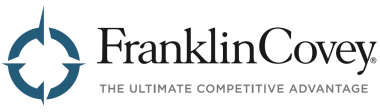 FranklinCovey®
THE ULTIMATE COMPETITIVE ADVANTAGE